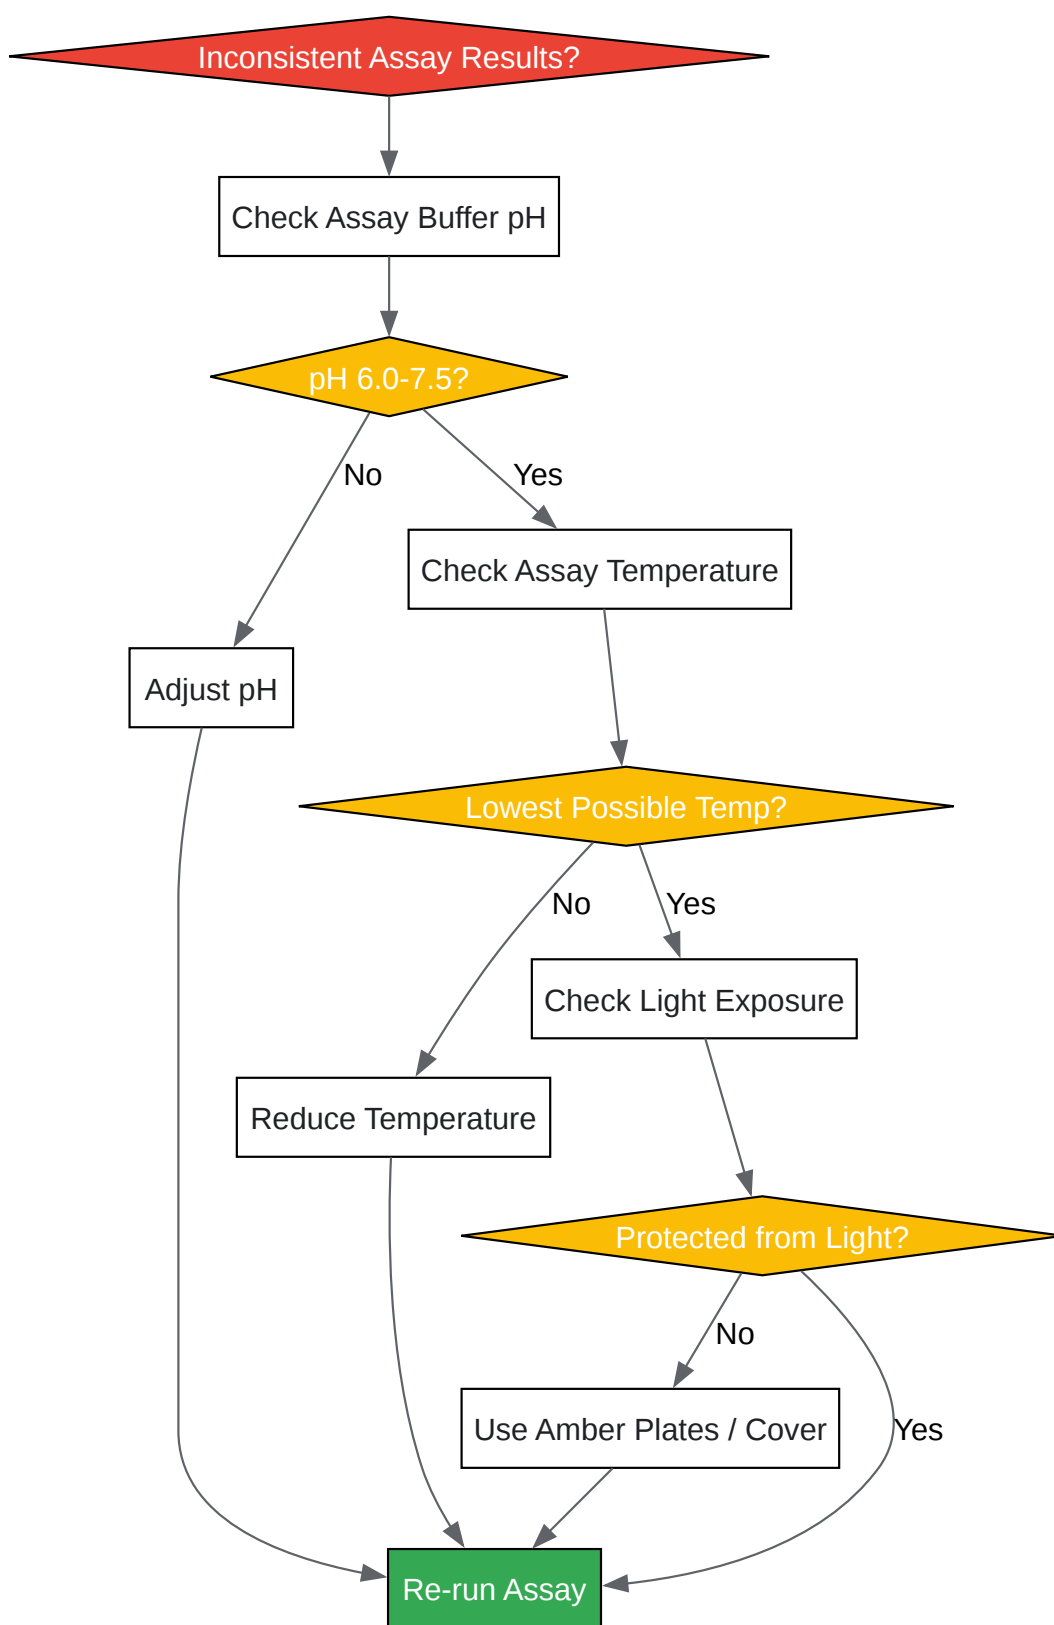 Inconsistent Assay Results?
Check Assay Buffer pH
pH 6.0-7.5?
No
Yes
Check Assay Temperature
Adjust pH
Lowest Possible Temp?
No
Yes
Check Light Exposure
Reduce Temperature
Protected from Light?
No
Use Amber Plates / Cover
Yes
Re-run Assay